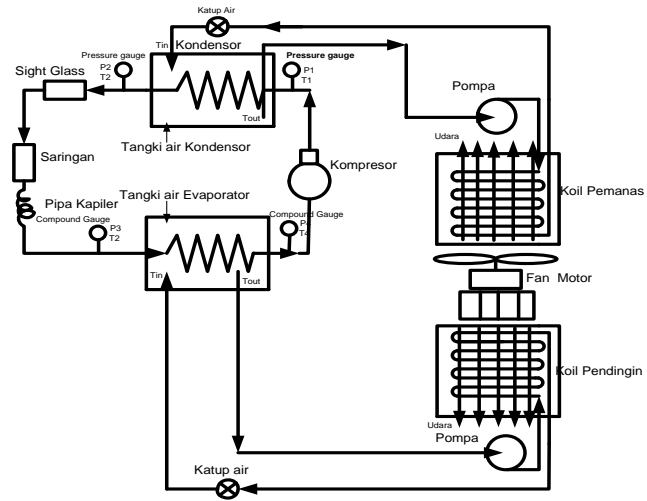 Katup Air
Tin
Kondensor
Pressure gauge
P2
T2
Pressure gauge
P1
T1
Sight Glass
Pompa
Tout
Udara
Tangki air Kondensor
Saringan
Kompresor
Koil Pemanas
Tangki air Evaporator
Pipa Kapiler
Compound Gauge
P3
T2
Compound Gauge
T4
Fan Motor
Tin
Tout
Koil Pendingin
Udara
Pompa
Katup air